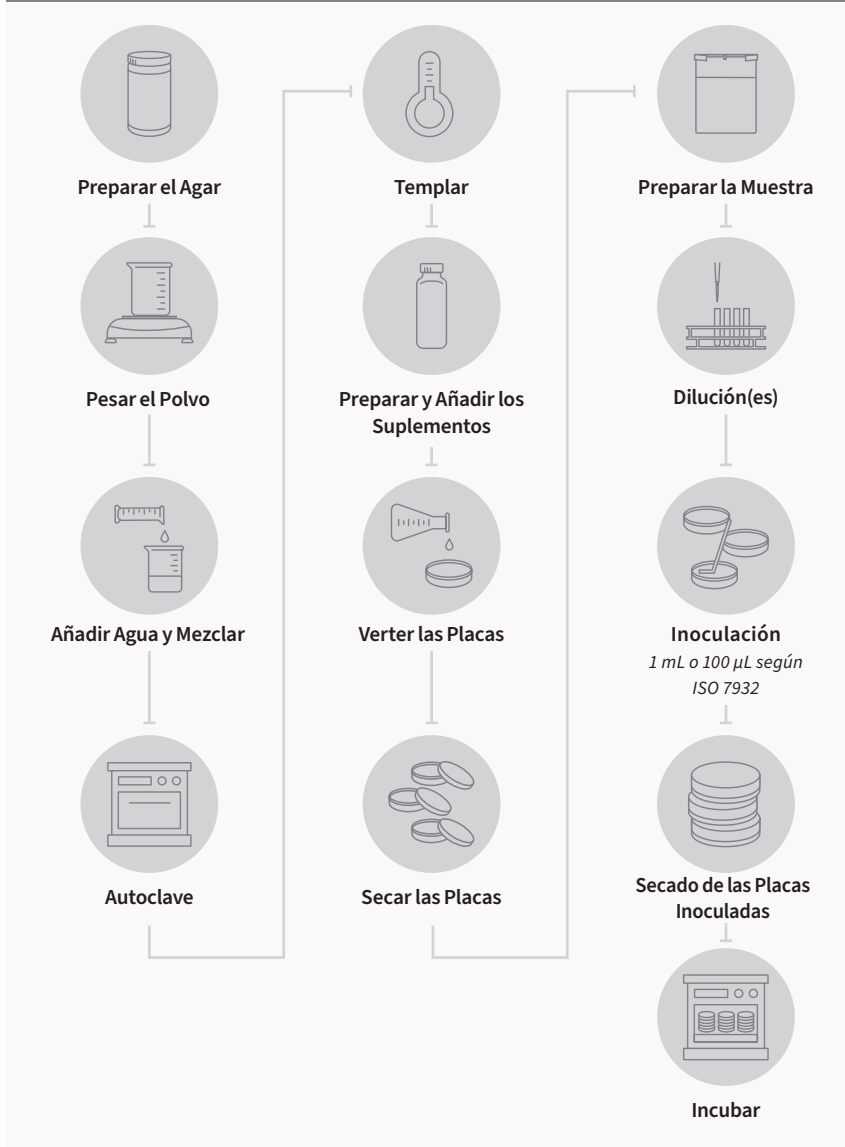 Preparar el Agar
Pesar el Polvo
Añadir Agua y Mezclar
Autoclave
Templar
Preparar y Añadir los
Suplementos
Verter las Placas
Secar las Placas
Preparar la Muestra
Dilución(es)
Inoculación
1 mL o 100 µL según
ISO 7932
Secado de las Placas
Inoculadas
Incubar